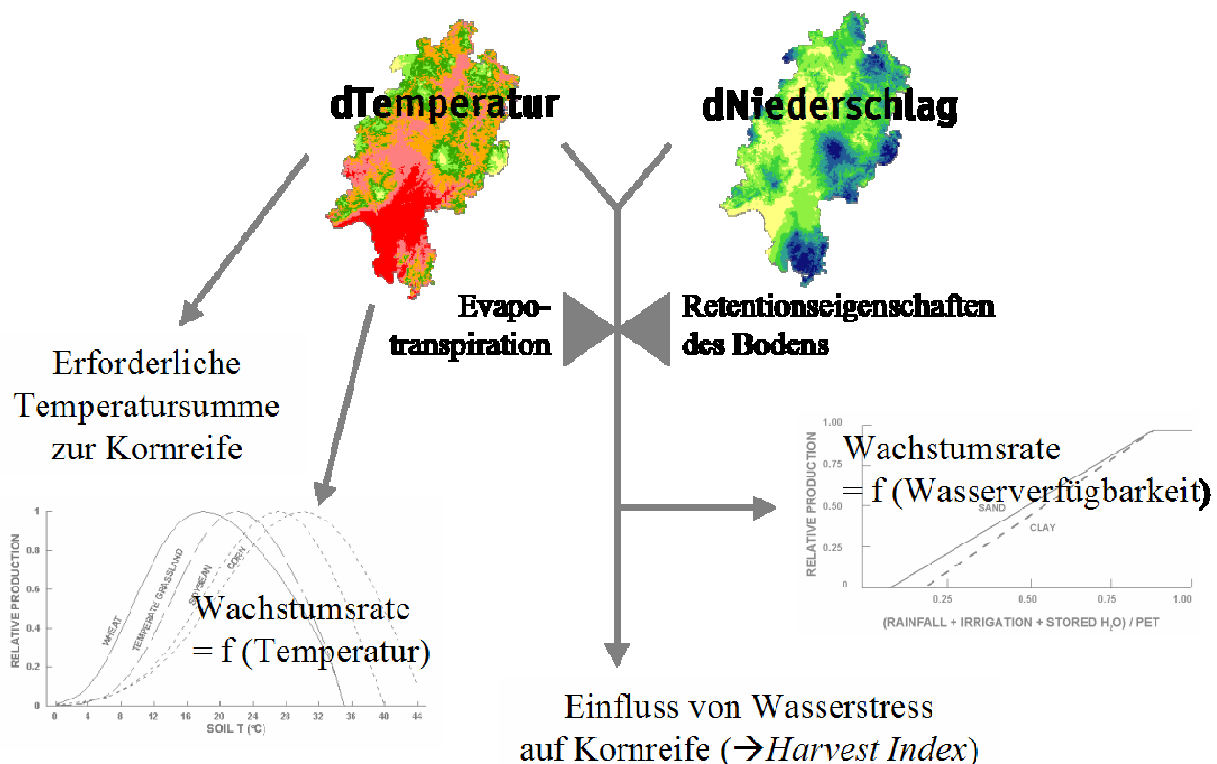 dTemperatur
dNiederschlag
Evapo-
transpiration
Retentionseigenschaften
des Bodens
Erforderliche
Temperatursumme
zur Kornreife
RELATIVE PRODUCTION
1
0.8
0.6
0.4
0.2
0
WHEAT
TEMPERATE GRASSLAND
SOYBEAN
CORN
Wachstumsrate
= f (Temperatur)
0 4 8 12 16 20 24 28 32 36 40 44
SOIL T (°C)
RELATIVE PRODUCTION
1.00
0.75
0.50
0.25
0
Wachstumsrate
= f (Wasserverfügbarkeit)
SAND
CLAY
0.25 0.50 0.75 1.00
(RAINFALL + IRRIGATION + STORED H₂O) / PET
Einfluss von Wasserstress
auf Kornreife (→Harvest Index)